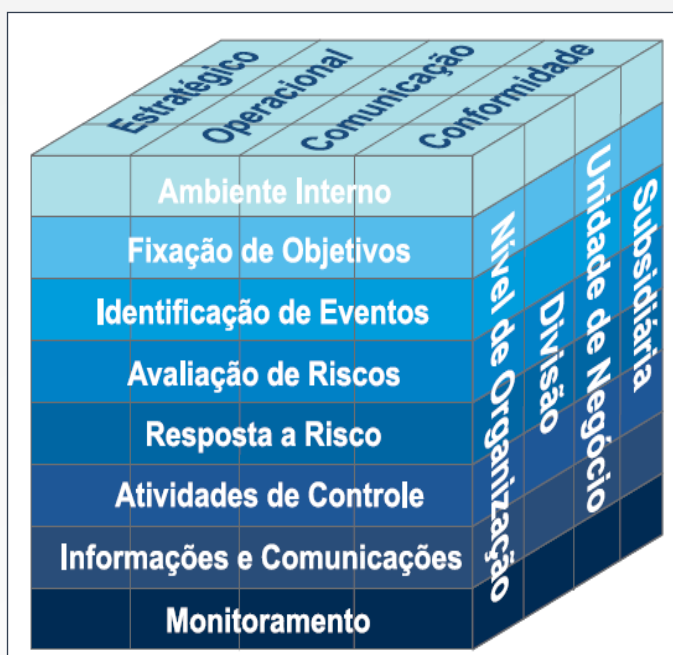 Estratégico
Operacional
Comunicação
Conformidade
Ambiente Interno
Fixação de Objetivos
Identificação de Eventos
Avaliação de Riscos
Resposta a Risco
Atividades de Controle
Informações e Comunicações
Monitoramento
Nível de Organização
Divisão
Unidade de Negócio
Subsidiária